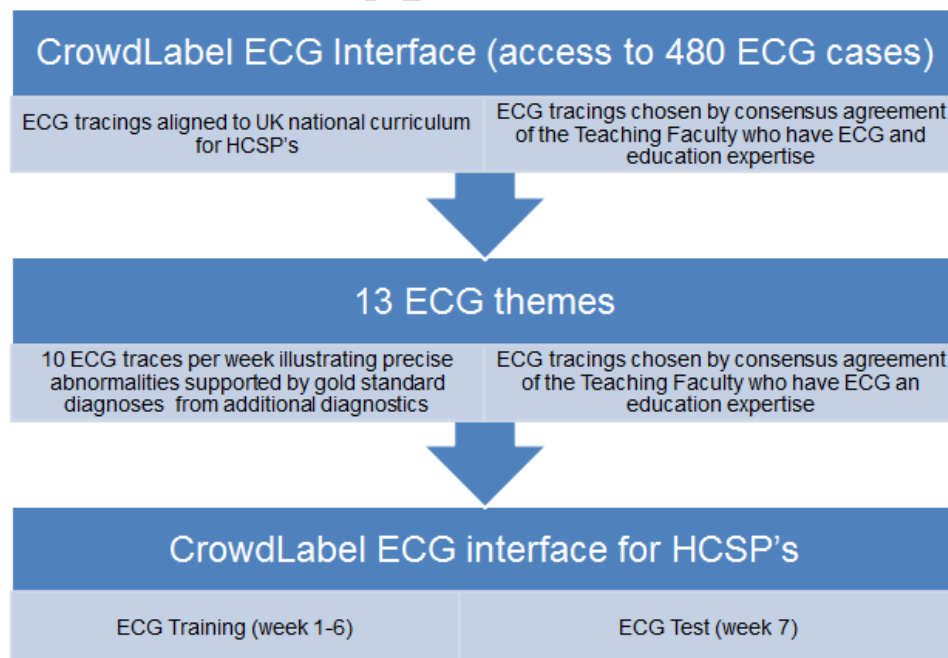 CrowdLabel ECG Interface (access to 480 ECG cases)
ECG tracings aligned to UK national curriculum
for HCSP's
ECG tracings chosen by consensus agreement
of the Teaching Faculty who have ECG and
education expertise
13 ECG themes
10 ECG traces per week illustrating precise
abnormalities supported by gold standard
diagnoses from additional diagnostics
ECG tracings chosen by consensus agreement
of the Teaching Faculty who have ECG an
education expertise
CrowdLabel ECG interface for HCSP's
ECG Training (week 1-6)
ECG Test (week 7)